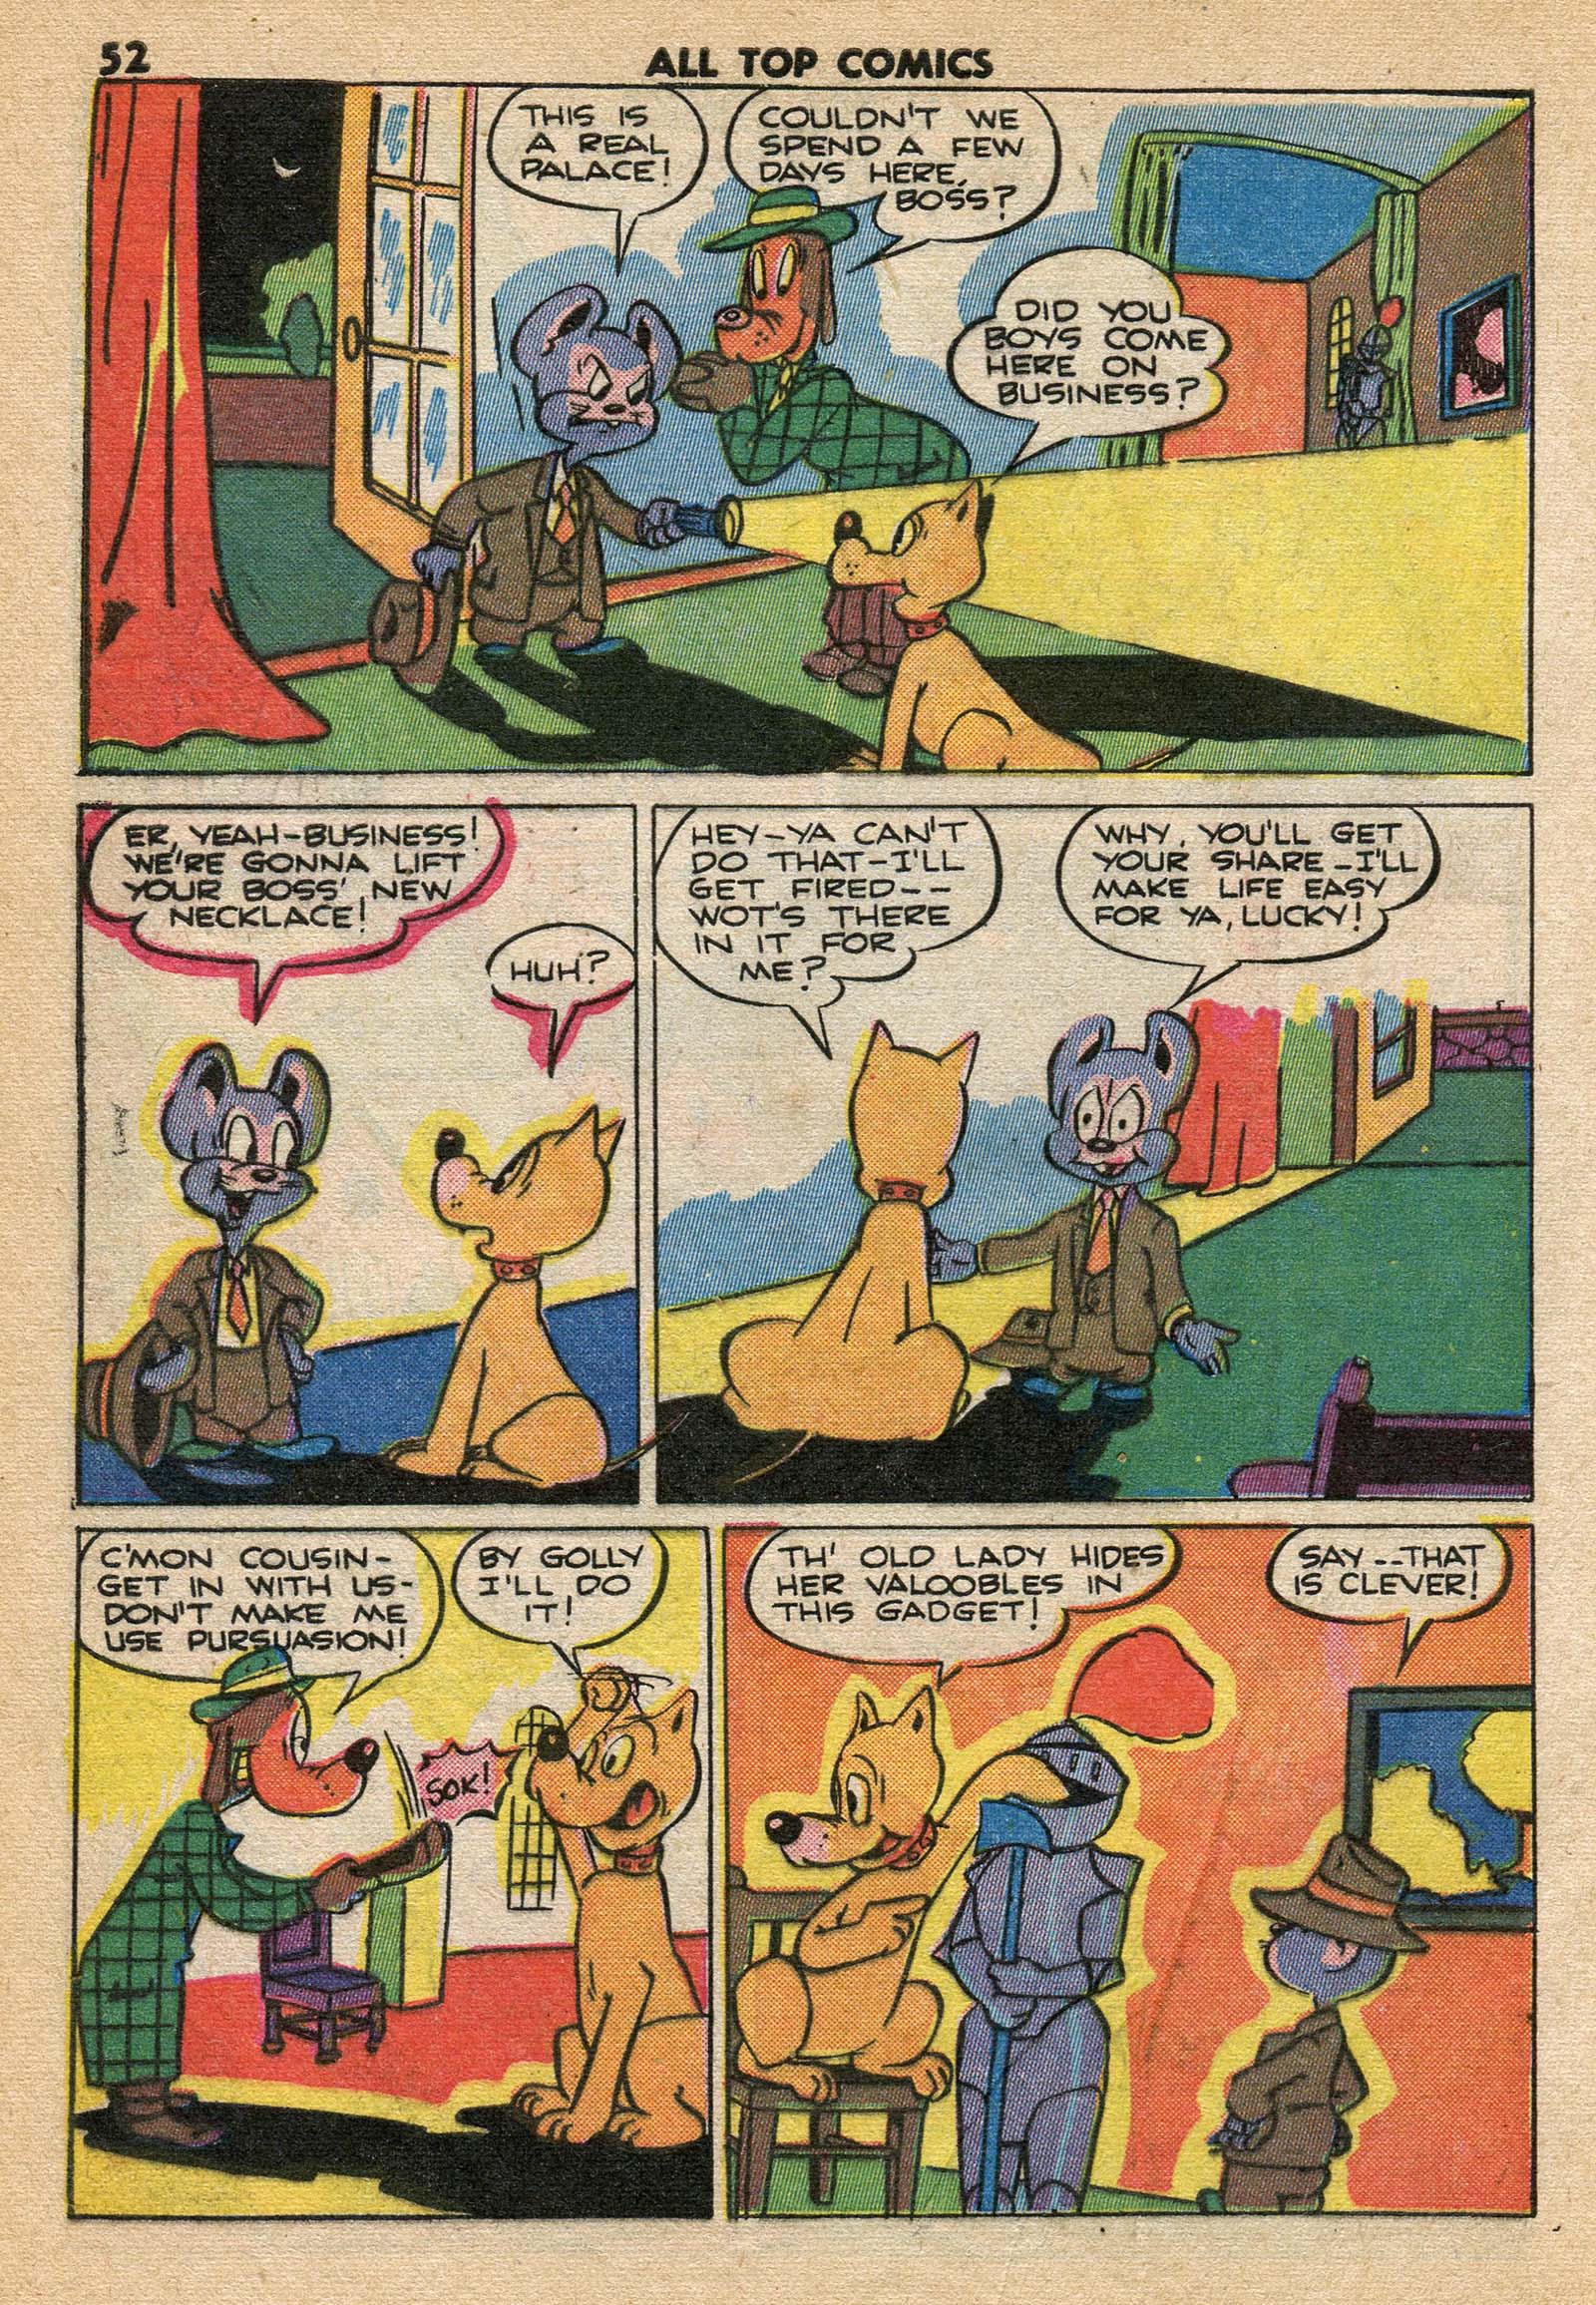 52
ALL TOP COMICS
THIS IS
A REAL
PALACE!
COULDN'T WE
SPEND A FEW
DAYS HERE,
BOSS?
DID YOU
BOYS COME
HERE ON
BUSINESS?
ER, YEAH-BUSINESS!
WE'RE GONNA LIFT
YOUR BOSS' NEW
NECKLACE!
HUH?
HEY-YA CAN'T
DO THAT-I'LL
GET FIRED--
WOT'S THERE
IN IT FOR
ME?
WHY, YOU'LL GET
YOUR SHARE-I'LL
MAKE LIFE EASY
FOR YA, LUCKY!
C'MON COUSIN-
GET IN WITH US-
DON'T MAKE ME
USE PURSUASION!
BY GOLLY
I'LL DO
IT!
SOK!
TH' OLD LADY HIDES
HER VALOOBLES IN
THIS GADGET!
SAY--THAT
IS CLEVER!